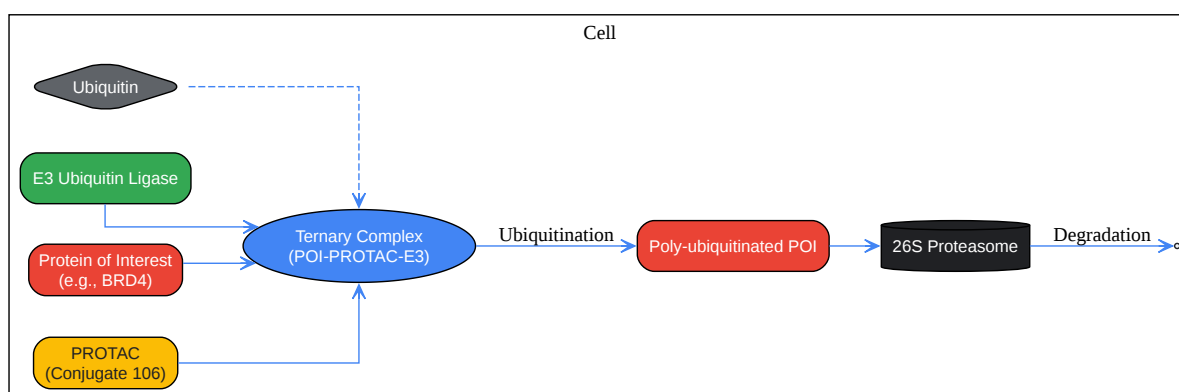 Cell
Ubiquitin
E3 Ubiquitin Ligase
Protein of Interest
(e.g., BRD4)
PROTAC
(Conjugate 106)
Ternary Complex
(POI-PROTAC-E3)
Ubiquitination
Poly-ubiquitinated POI
26S Proteasome
Degradation